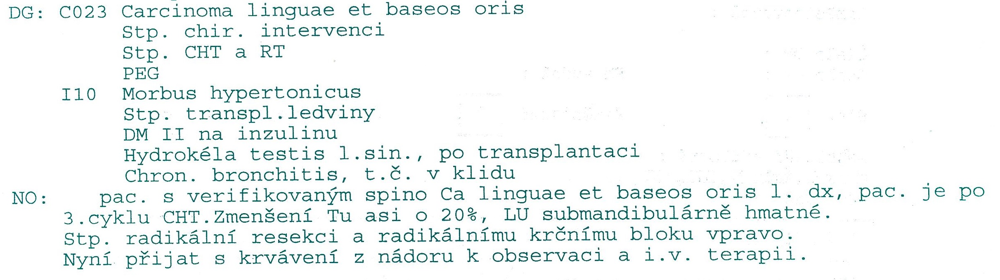 DG: C023 Carcinoma linguae et baseos oris
Stp. chir. intervenci
Stp. CHT a RT
PEG
I10 Morbus hypertonicus
Stp. transpl.ledviny
DM II na inzulinu
Hydrokéla testis l.sin., po transplantaci
Chron. bronchitis, t.č. v klidu
NO: pac. s verifikovaným spino Ca linguae et baseos oris l. dx, pac. je po
3.cyklu CHT.Zmenšení Tu asi o 20%, LU submandibulárně hmatné.
Stp. radikální resekci a radikálnímu krčnímu bloku vpravo.
Nyní přijat s krvávení z nádoru k observaci a i.v. terapii.